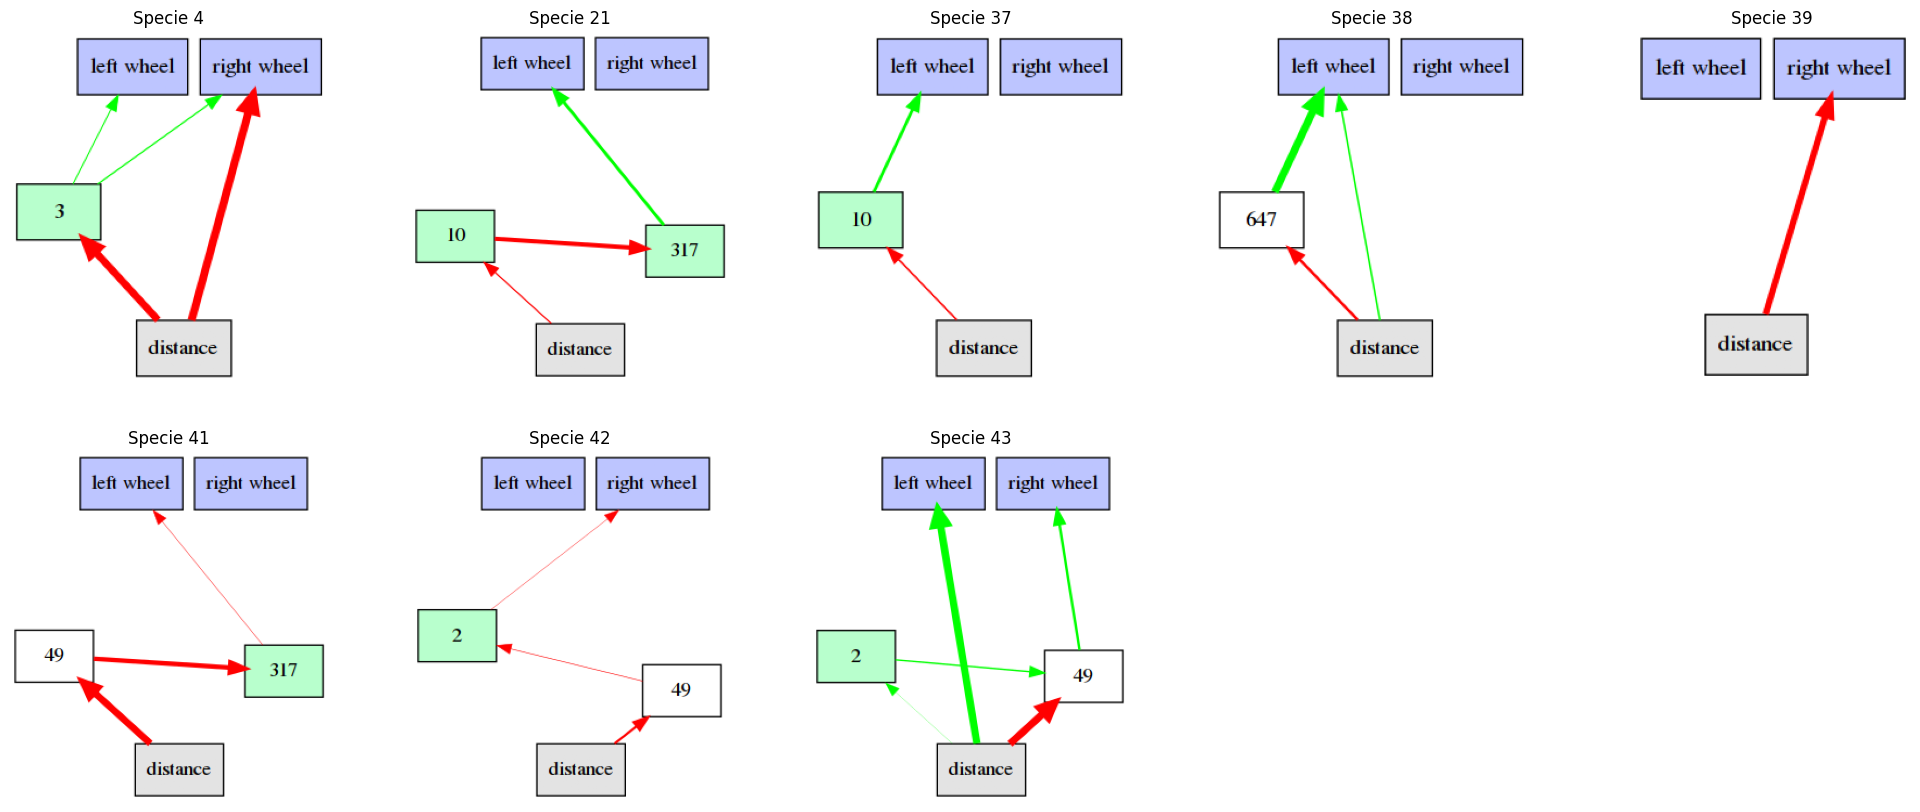 Specie 4
left wheel
right wheel
3
distance
Specie 21
left wheel
right wheel
10
317
distance
Specie 37
left wheel
right wheel
10
distance
Specie 38
left wheel
right wheel
647
distance
Specie 39
left wheel
right wheel
distance
Specie 41
left wheel
right wheel
49
317
distance
Specie 42
left wheel
right wheel
2
49
distance
Specie 43
left wheel
right wheel
2
49
distance